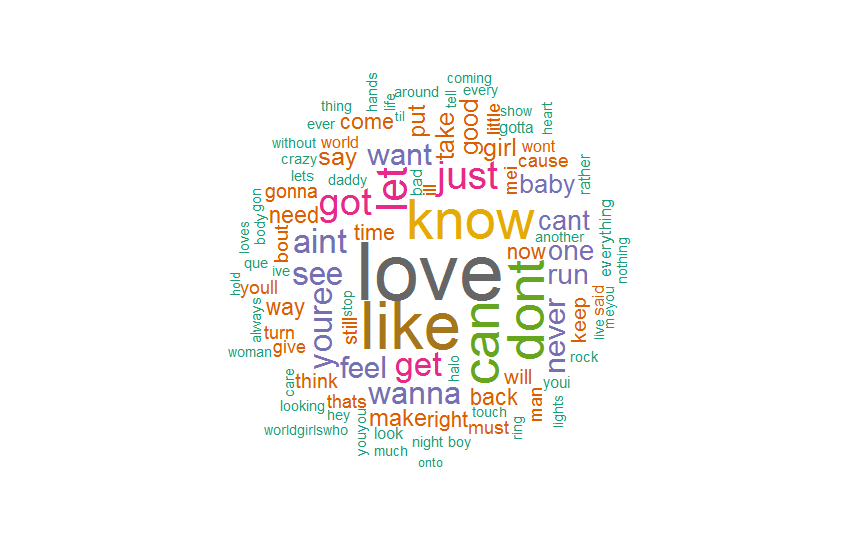 coming
hands
life
around
tell
every
thing
til
put
take
good
little
show
heart
ever
come
gotta
without
world
want
girl
wont
crazy
say
let
just
cause
lets
daddy
bad
ill
mei
baby
rather
gonna
got
know
cant
gon
need
time
another
everything
loves
body
bout
aint
now
one
nothing
que
ive
see
love
run
hold
youll
stop
like
can
dont
never
keep
said
meyou
live
always
way
youre
still
turn
woman
give
feel
get
halo
will
rock
youi
care
think
wanna
back
man
looking
thats
touch
lights
hey
make
right
must
ring
worldgirlswho
youyou
look
night
boy
much
onto